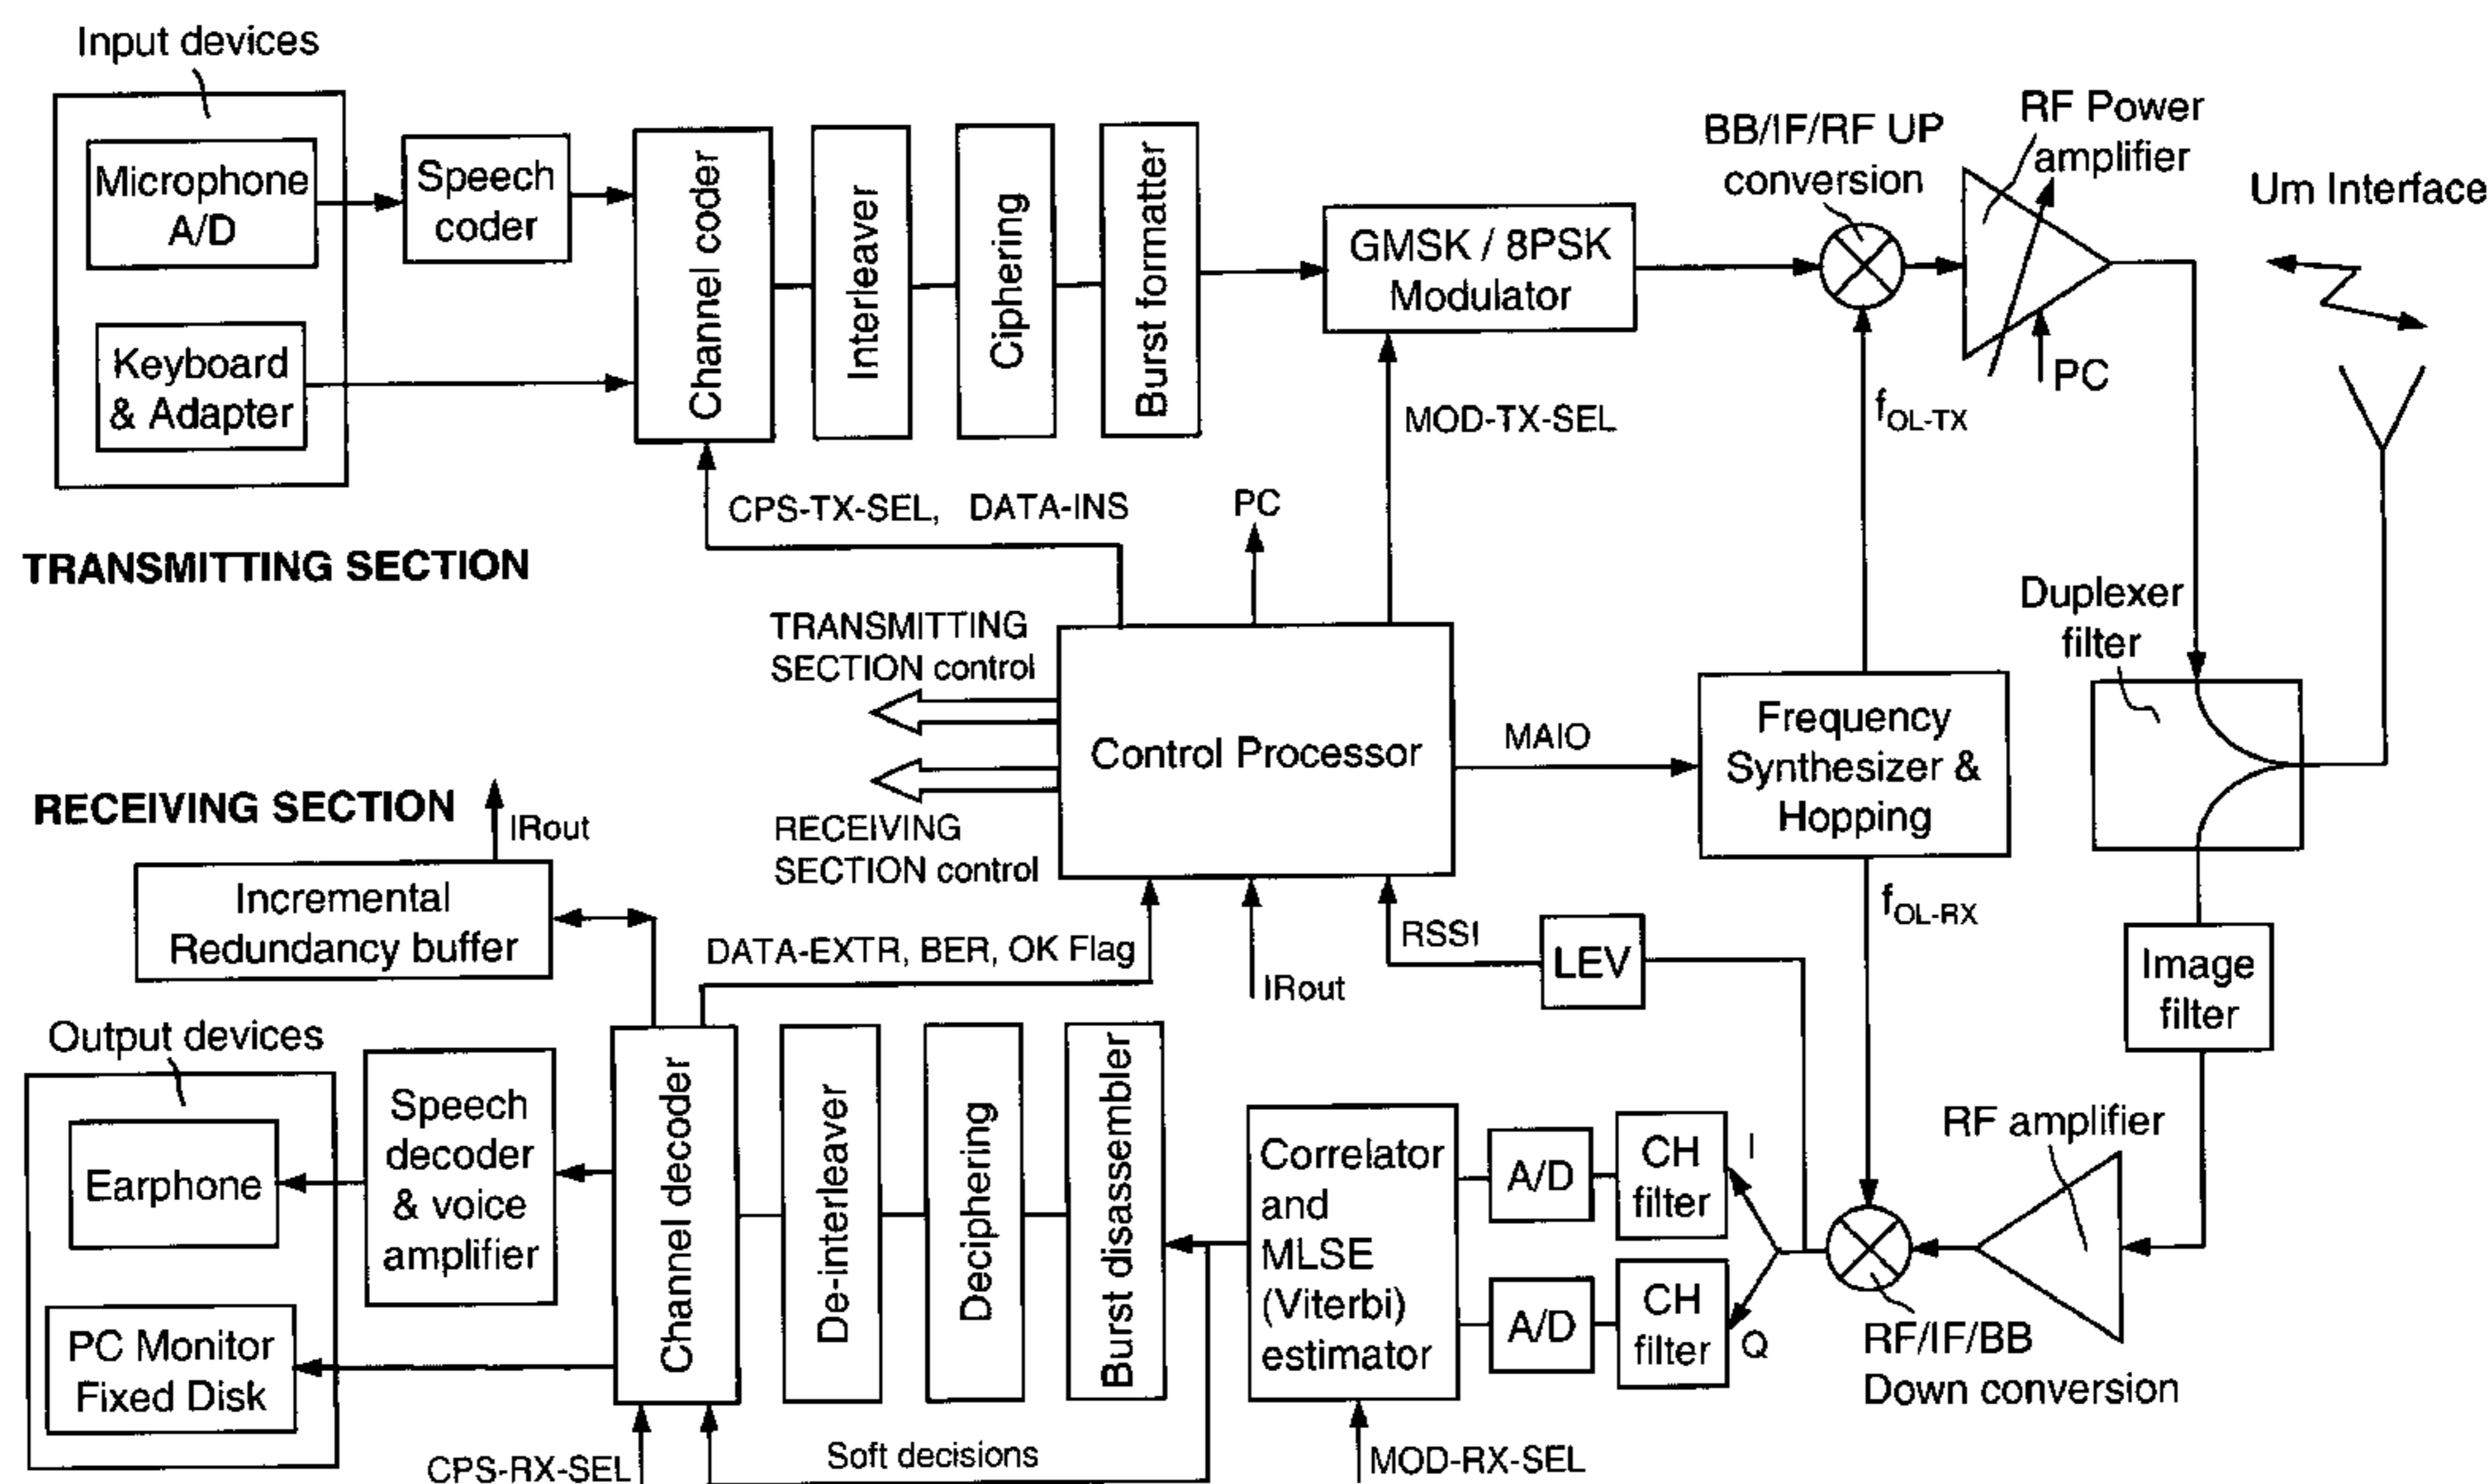 Input devices
Microphone
A/D
Keyboard
& Adapter
Speech
coder
Channel coder
Interleaver
Ciphering
Burst formatter
GMSK / 8PSK
Modulator
BB/IF/RF UP
conversion
RF Power
amplifier
Um Interface
PC
MOD-TX-SEL
fOL-TX
CPS-TX-SEL, DATA-INS
PC
TRANSMITTING SECTION
TRANSMITTING
SECTION control
Control Processor
MAIO
Frequency
Synthesizer &
Hopping
Duplexer
filter
RECEIVING SECTION
IRout
RECEIVING
SECTION control
Incremental
Redundancy buffer
DATA-EXTR, BER, OK Flag
IRout
RSSI
LEV
fOL-RX
Image
filter
Output devices
Earphone
PC Monitor
Fixed Disk
Speech
decoder
& voice
amplifier
Channel decoder
De-interleaver
Deciphering
Burst disassembler
Correlator
and
MLSE
(Viterbi)
estimator
A/D
CH
filter
I
A/D
CH
filter
Q
RF amplifier
RF/IF/BB
Down conversion
CPS-RX-SEL
Soft decisions
MOD-RX-SEL